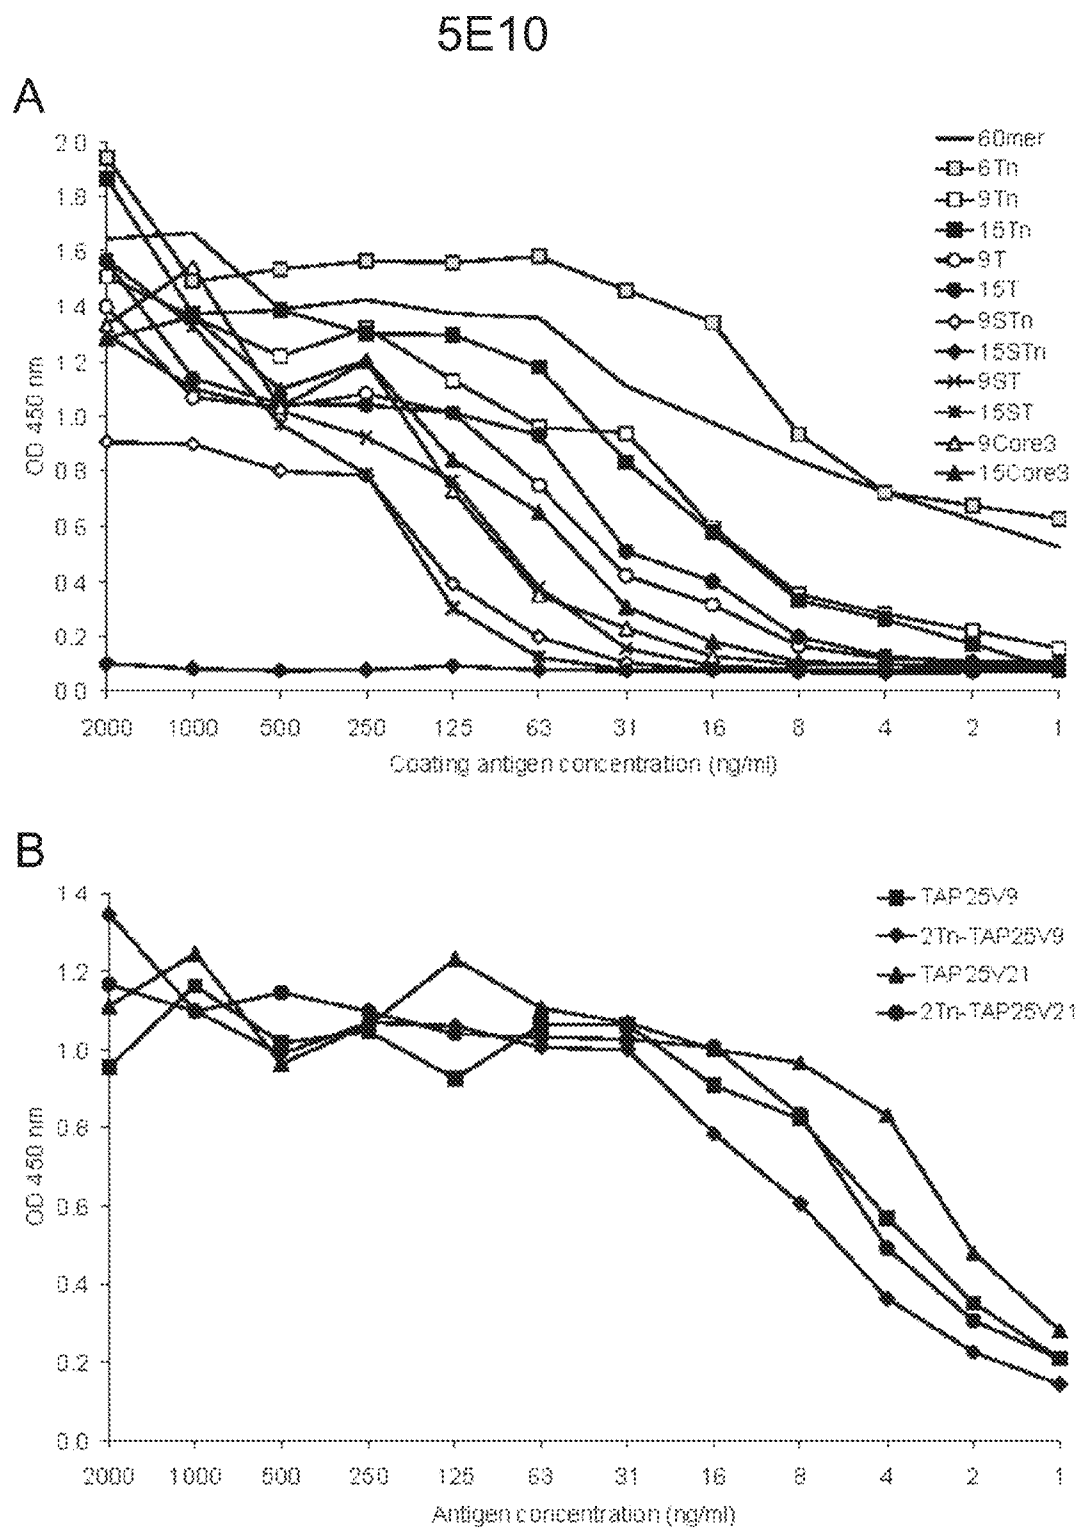 5E10
A
2.0
1.8
1.6
1.4
1.2
1.0
0.8
0.6
0.4
0.2
0.0
OD 450 nm
60mer
6Tn
9Tn
15Tn
9T
15T
9STn
15STn
9ST
15ST
9Core3
15Core3
2000 1000 500 250 125 63 31 16 8 4 2 1
Coating antigen concentration (ng/ml)
B
1.4
1.2
1.0
0.8
0.6
0.4
0.2
0.0
OD 450 nm
TAP25V9
2Tn-TAP25V9
TAP25V21
2Tn-TAP25V21
2000 1000 500 250 125 63 31 16 8 4 2 1
Antigen concentration (ng/ml)